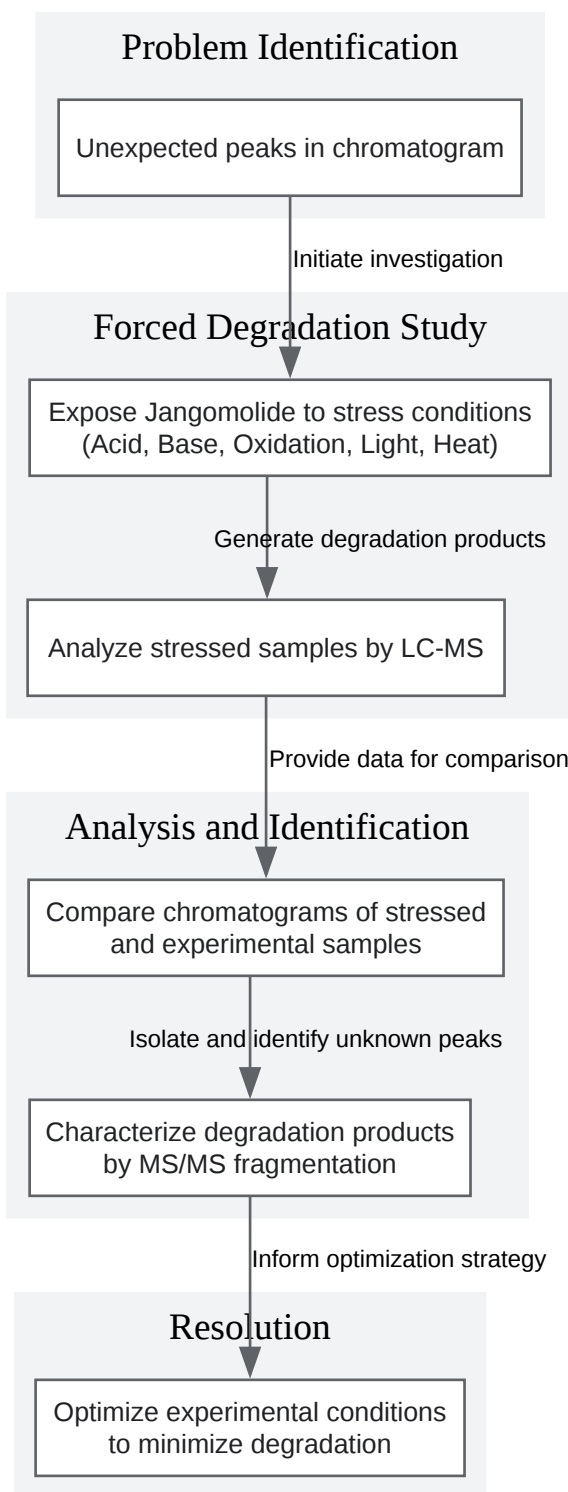 Problem Identification
Unexpected peaks in chromatogram
Initiate investigation
Forced Degradation Study
Expose Jangomolide to stress conditions
(Acid, Base, Oxidation, Light, Heat)
Generate degradation products
Analyze stressed samples by LC-MS
Provide data for comparison
Analysis and Identification
Compare chromatograms of stressed
and experimental samples
Isolate and identify unknown peaks
Characterize degradation products
by MS/MS fragmentation
Inform optimization strategy
Resolution
Optimize experimental conditions
to minimize degradation